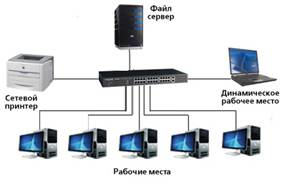 Файл
сервер
Сетевой
принтер
Динамическое
рабочее место
Рабочие места